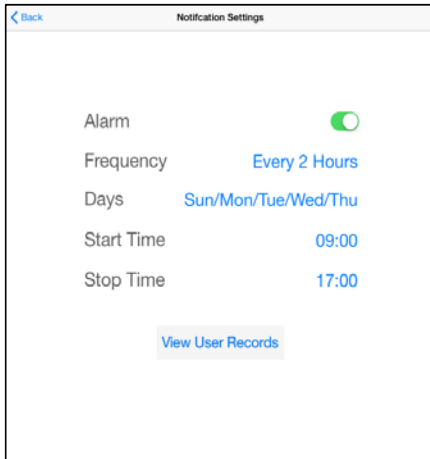 Back Notifcation Settings
Alarm
Frequency Every 2 Hours
Days Sun/Mon/Tue/Wed/Thu
Start Time 09:00
Stop Time 17:00
View User Records